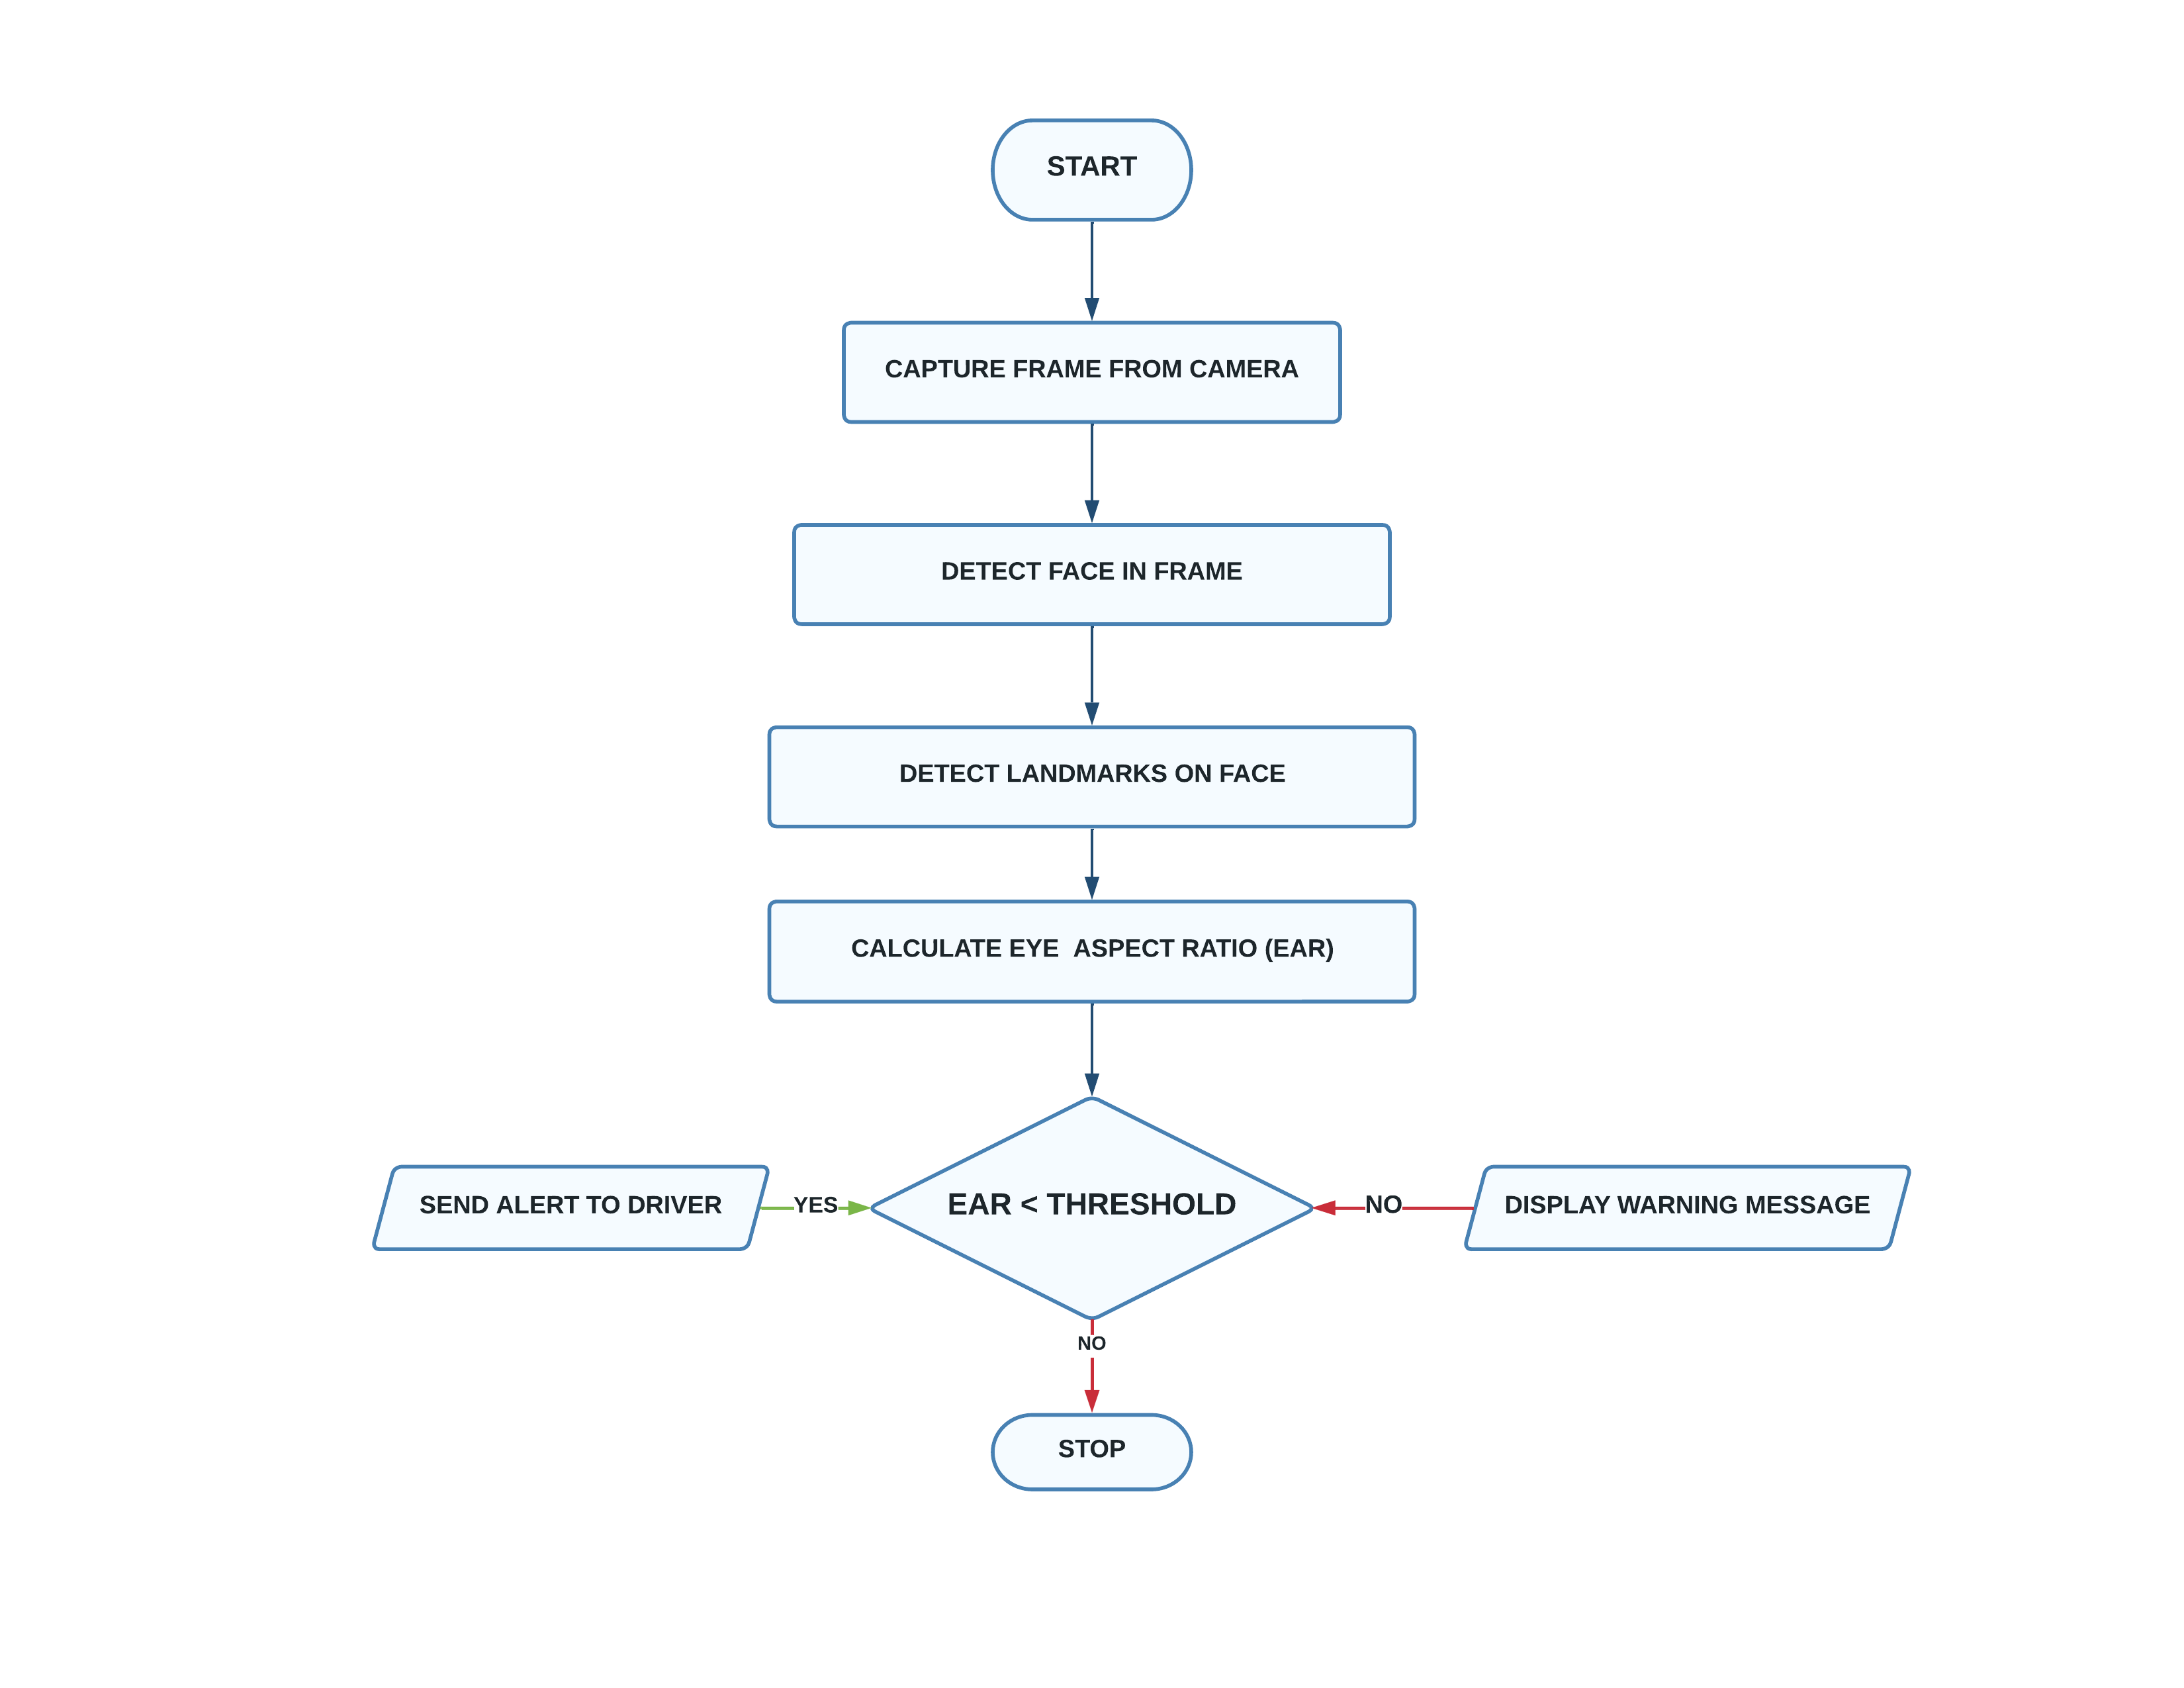 START
CAPTURE FRAME FROM CAMERA
DETECT FACE IN FRAME
DETECT LANDMARKS ON FACE
CALCULATE EYE  ASPECT RATIO (EAR)
SEND ALERT TO DRIVER
YES
EAR < THRESHOLD
NO
DISPLAY WARNING MESSAGE
NO
STOP